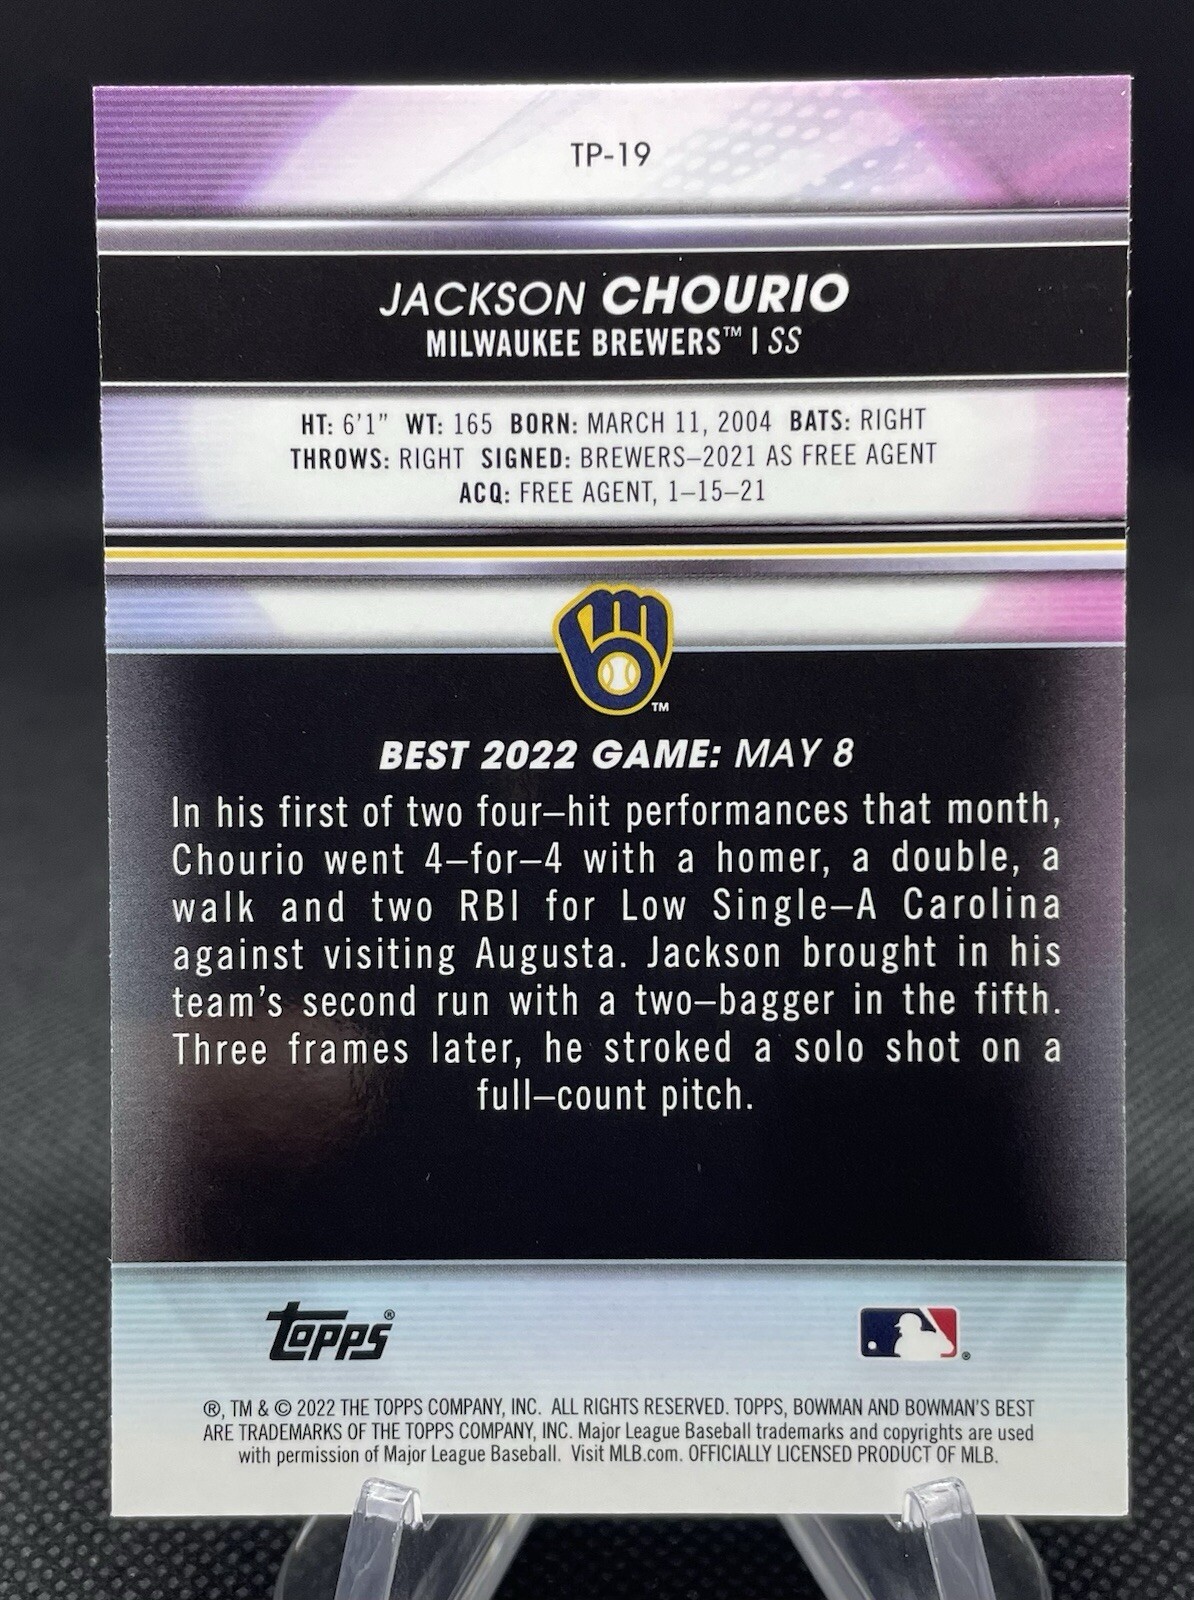 TP-19
JACKSON CHOURIO
MILWAUKEE BREWERS™ | SS
HT: 6'1" WT: 165 BORN: MARCH 11, 2004 BATS: RIGHT
THROWS: RIGHT SIGNED: BREWERS–2021 AS FREE AGENT
ACQ: FREE AGENT, 1–15–21
TM
BEST 2022 GAME: MAY 8
In his first of two four–hit performances that month,
Chourio went 4–for–4 with a homer, a double, a
walk and two RBI for Low Single–A Carolina
against visiting Augusta. Jackson brought in his
team's second run with a two–bagger in the fifth.
Three frames later, he stroked a solo shot on a
full–count pitch.
topps®
®
®, TM & © 2022 THE TOPPS COMPANY, INC. ALL RIGHTS RESERVED. TOPPS, BOWMAN AND BOWMAN'S BEST
ARE TRADEMARKS OF THE TOPPS COMPANY, INC. Major League Baseball trademarks and copyrights are used
with permission of Major League Baseball. Visit MLB.com. OFFICIALLY LICENSED PRODUCT OF MLB.